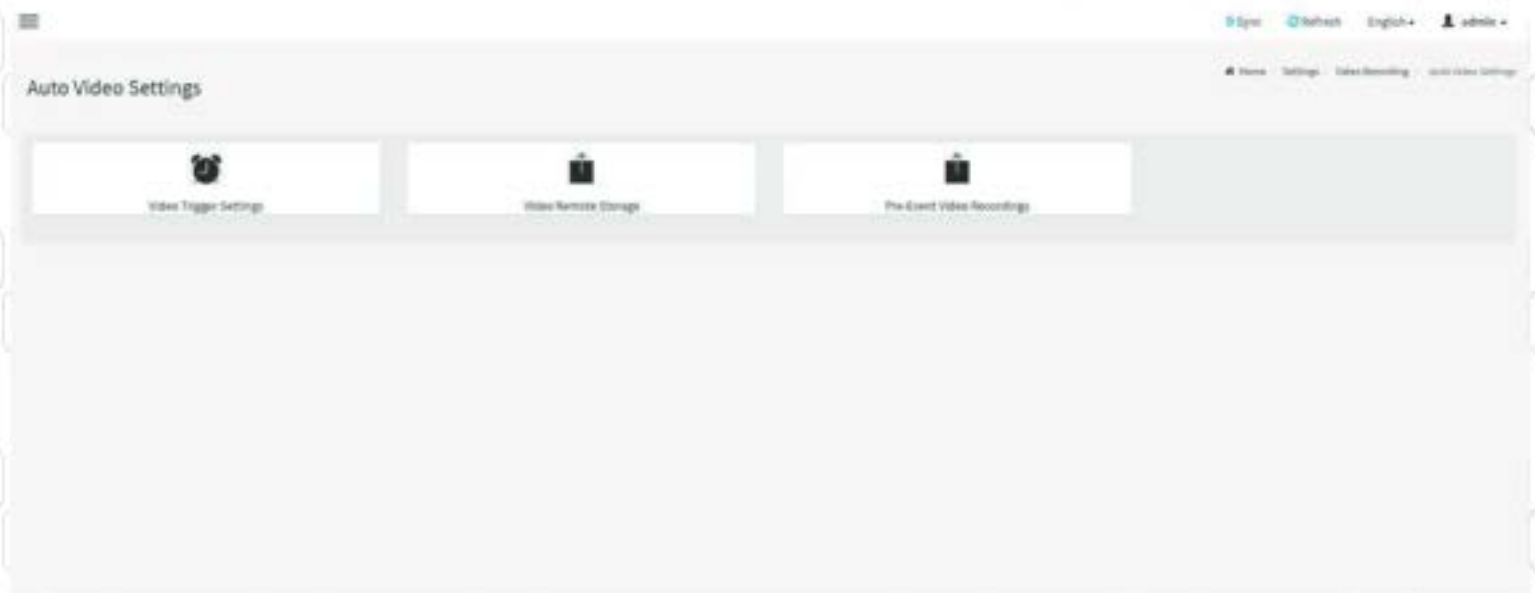 Sync Refresh English admin
Auto Video Settings
Home Settings Video Recording Auto Video Settings
Video Trigger Settings
Video Remote Storage
Pre-Event Video Recordings